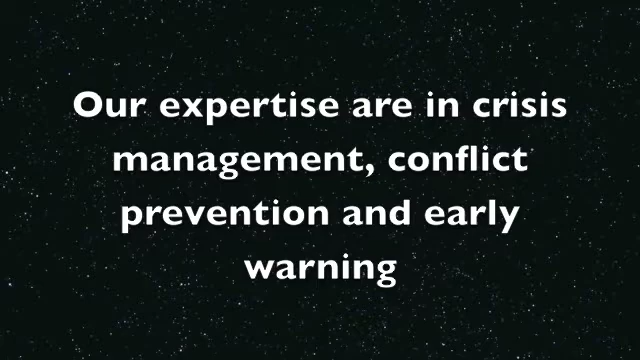 Our expertise are in crisis
management, conflict
prevention and early
warning